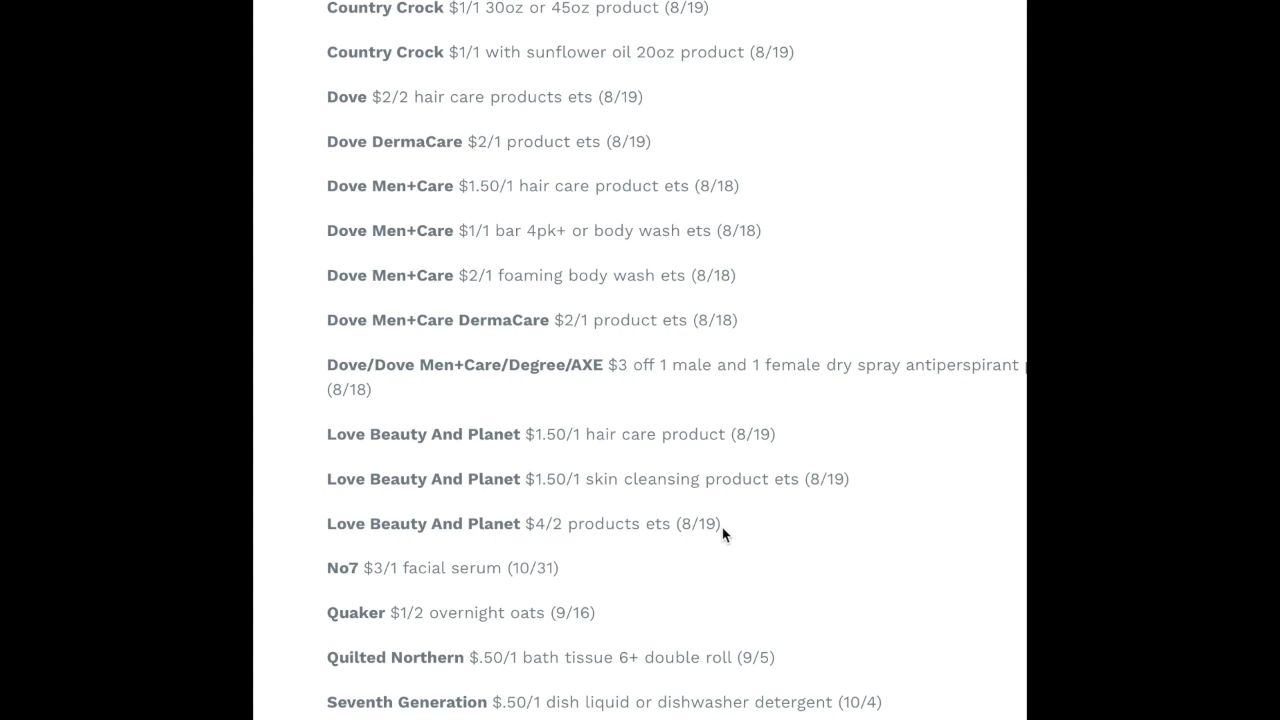 Country Crock $1/1 30oz or 45oz product (8/19)
Country Crock $1/1 with sunflower oil 20oz product (8/19)
Dove $2/2 hair care products ets (8/19)
Dove DermaCare $2/1 product ets (8/19)
Dove Men+Care $1.50/1 hair care product ets (8/18)
Dove Men+Care $1/1 bar 4pk+ or body wash ets (8/18)
Dove Men+Care $2/1 foaming body wash ets (8/18)
Dove Men+Care DermaCare $2/1 product ets (8/18)
Dove/Dove Men+Care/Degree/AXE $3 off 1 male and 1 female dry spray antiperspirant
(8/18)
Love Beauty And Planet $1.50/1 hair care product (8/19)
Love Beauty And Planet $1.50/1 skin cleansing product ets (8/19)
Love Beauty And Planet $4/2 products ets (8/19)
No7 $3/1 facial serum (10/31)
Quaker $1/2 overnight oats (9/16)
Quilted Northern $.50/1 bath tissue 6+ double roll (9/5)
Seventh Generation $.50/1 dish liquid or dishwasher detergent (10/4)